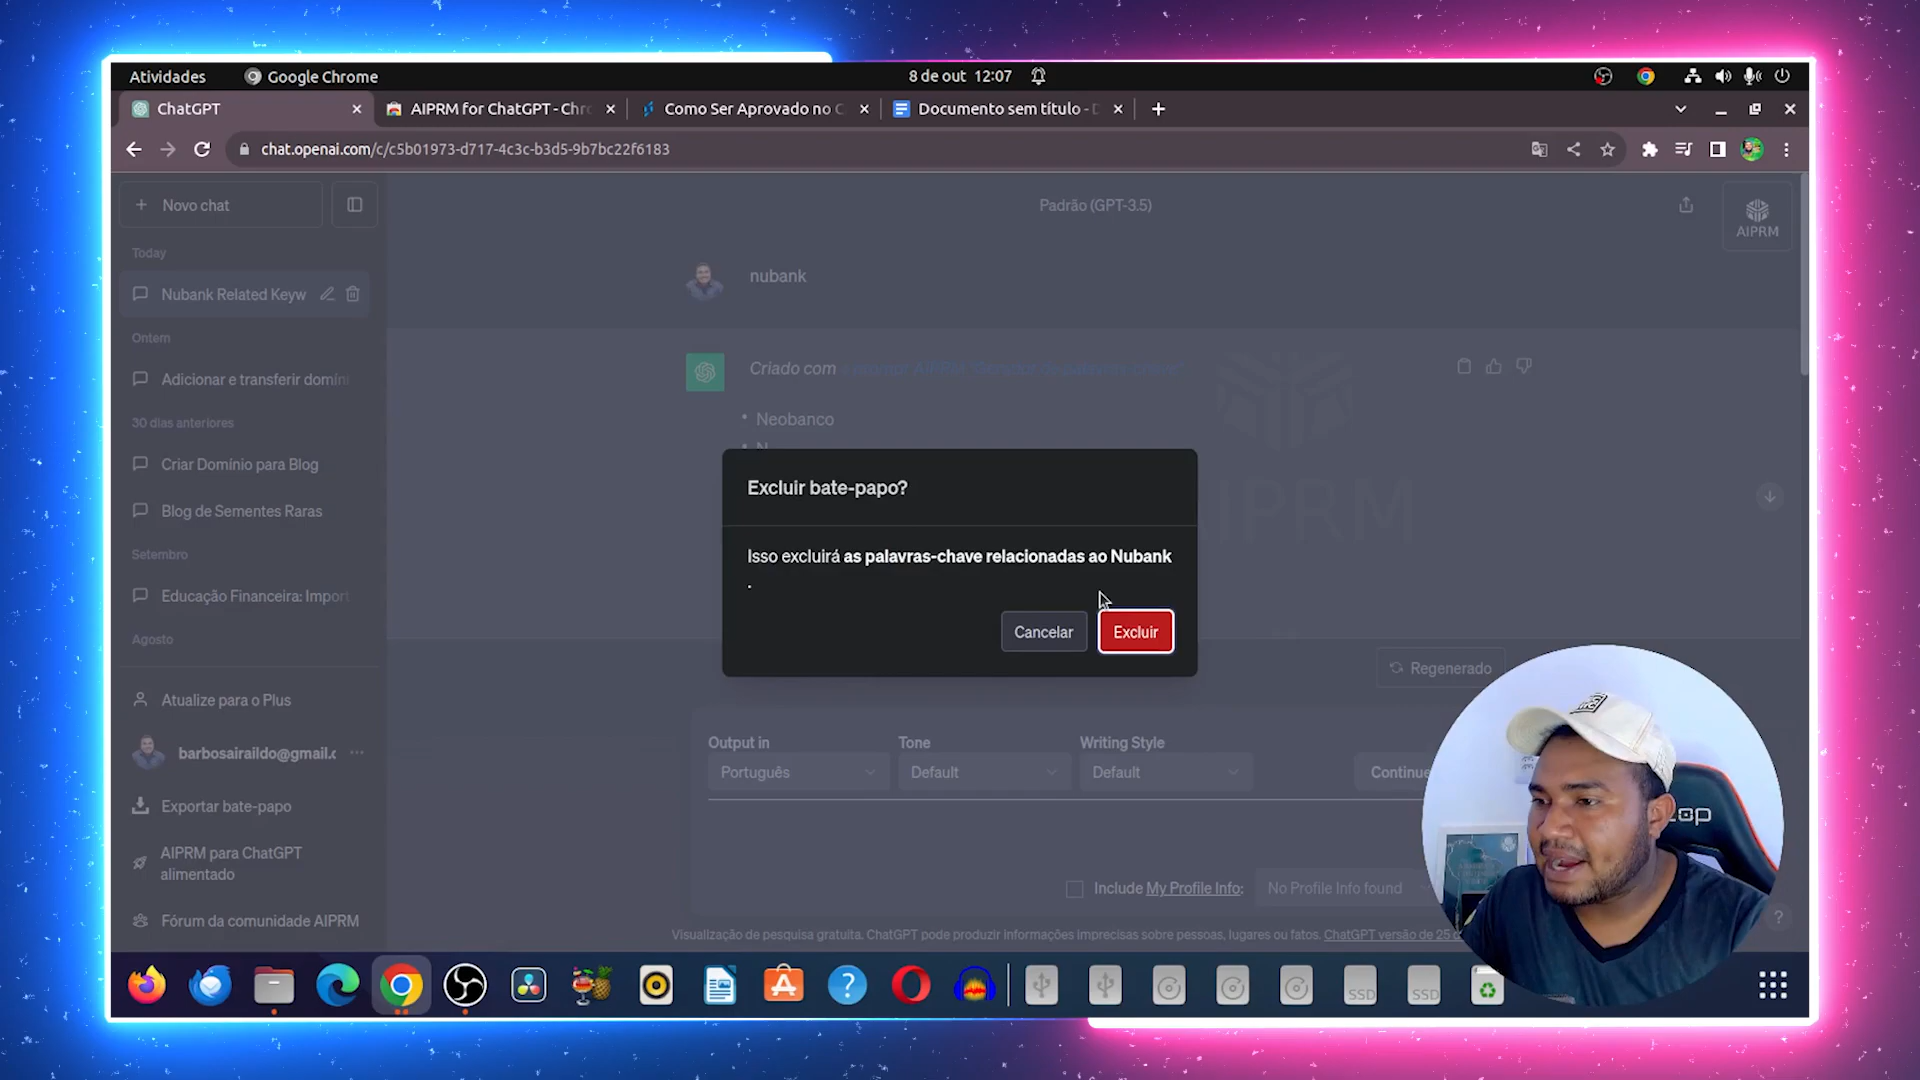 Atividades
Google Chrome
8 de out 12:07
ChatGPT
AIPRM for ChatGPT - Chr
Como Ser Aprovado no C
Documento sem título - D
chat.openai.com/c/c5b01973-d717-4c3c-b3d5-9b7bc22f6183
Novo chat
Padrão (GPT-3.5)
AIPRM
Today
Nubank Related Keyw
nubank
Ontem
Adicionar e transferir domín
Criado com
30 dias anteriores
Neobanco
Criar Domínio para Blog
Blog de Sementes Raras
AIPRM
Setembro
Educação Financeira: Import
Agosto
Excluir bate-papo?
Isso excluirá as palavras-chave relacionadas ao Nubank
.
Cancelar
Excluir
Regenerado
Atualize para o Plus
barbosairaildo@gmail.c
Output in
Tone
Writing Style
Português
Default
Default
Continue
Exportar bate-papo
AIPRM para ChatGPT
alimentado
Include My Profile Info:
No Profile Info found
Fórum da comunidade AIPRM
Visualização de pesquisa gratuita. ChatGPT pode produzir informações imprecisas sobre pessoas, lugares ou fatos. ChatGPT versão de 25 d
SSD
SSD